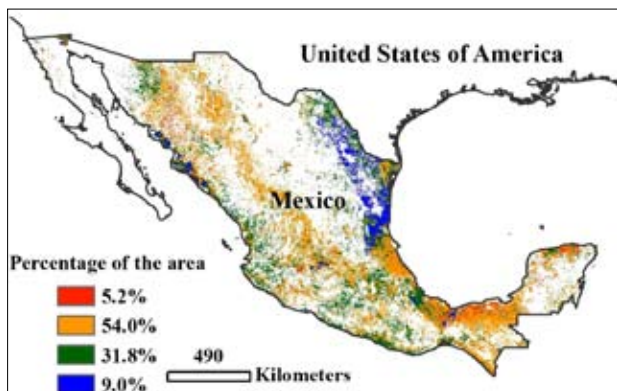 United States of America
Mexico
Percentage of the area
5.2%
54.0%
31.8%
9.0%
490
Kilometers